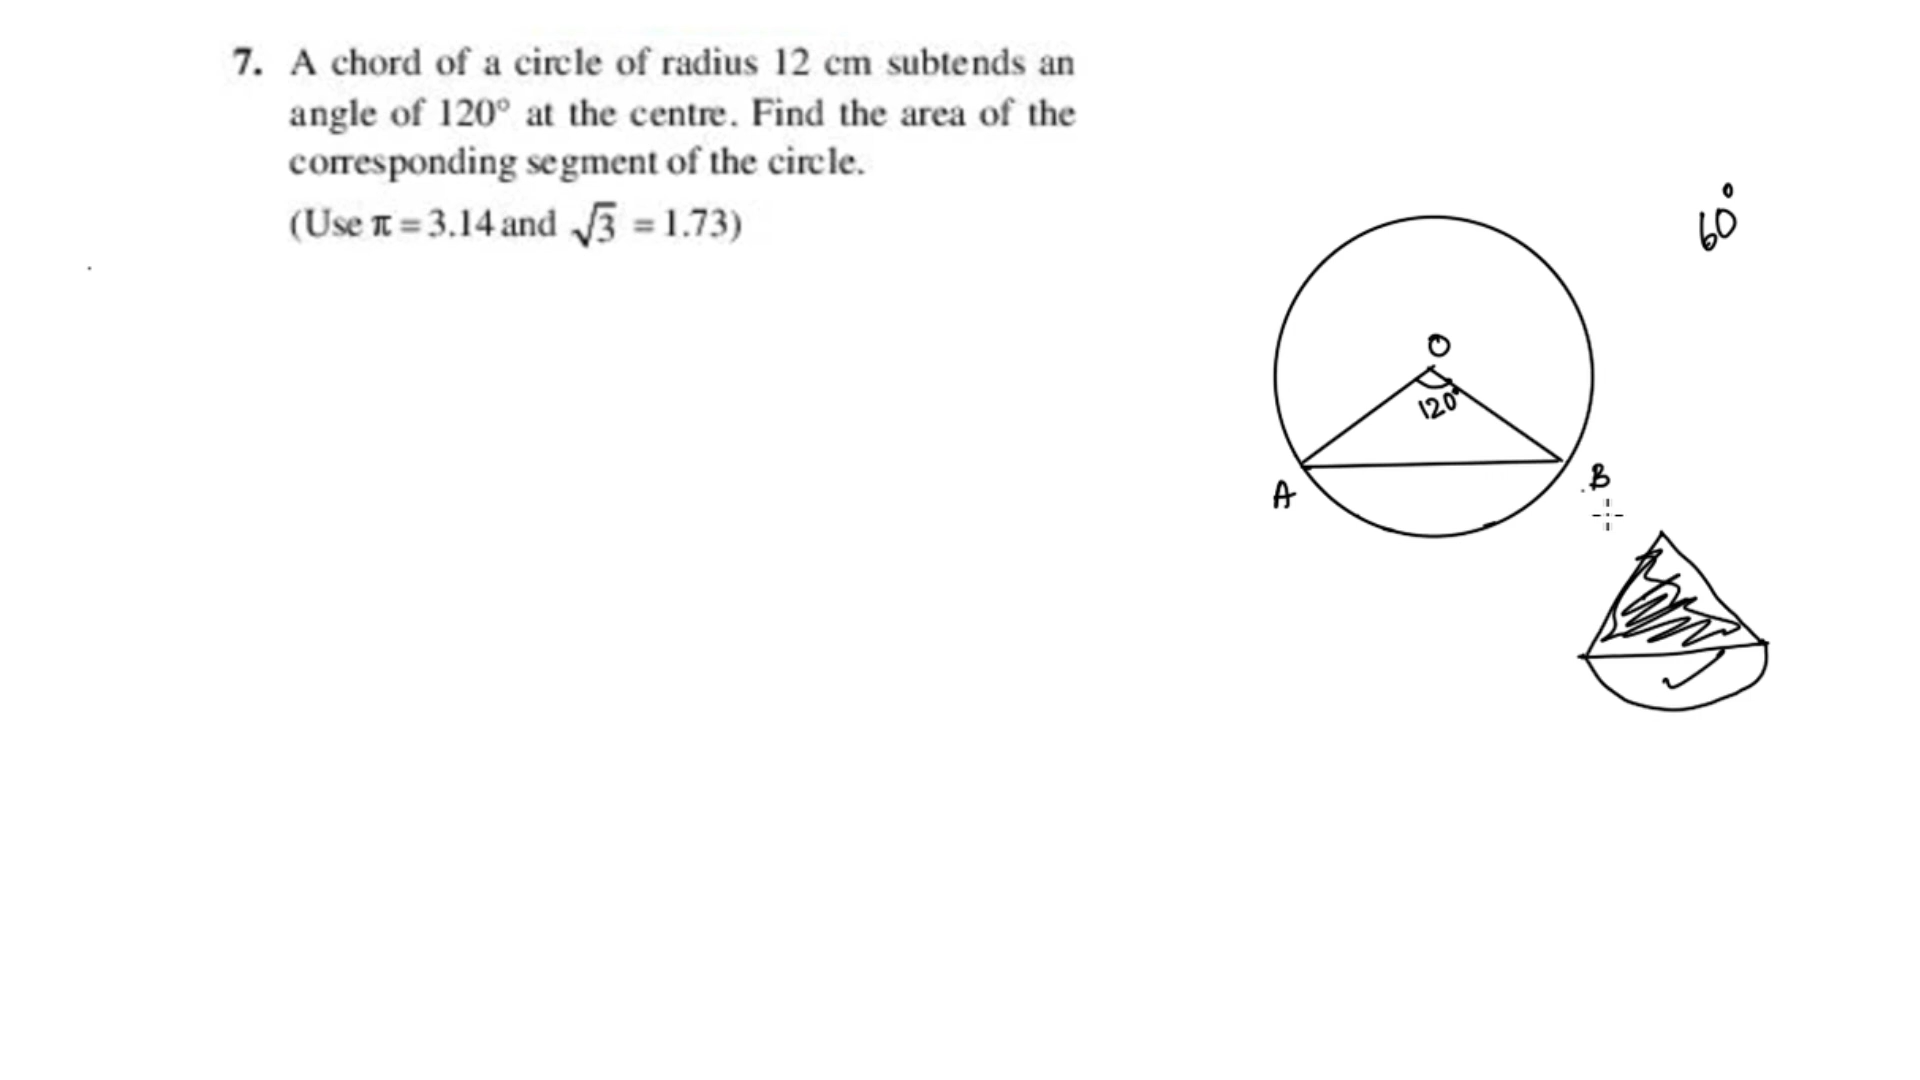 7. A chord of a circle of radius 12 cm subtends an
angle of 120° at the centre. Find the area of the
corresponding segment of the circle.
(Use π = 3.14 and √3 = 1.73)
60°
O
120°
A
B